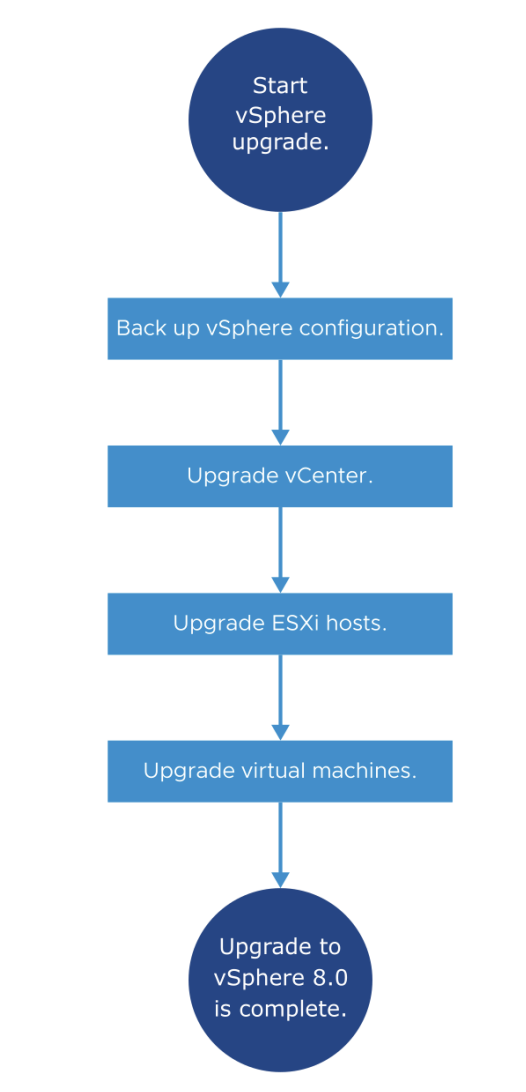 Start
vSphere
upgrade.
Back up vSphere configuration.
Upgrade vCenter.
Upgrade ESXi hosts.
Upgrade virtual machines.
Upgrade to
vSphere 8.0
is complete.